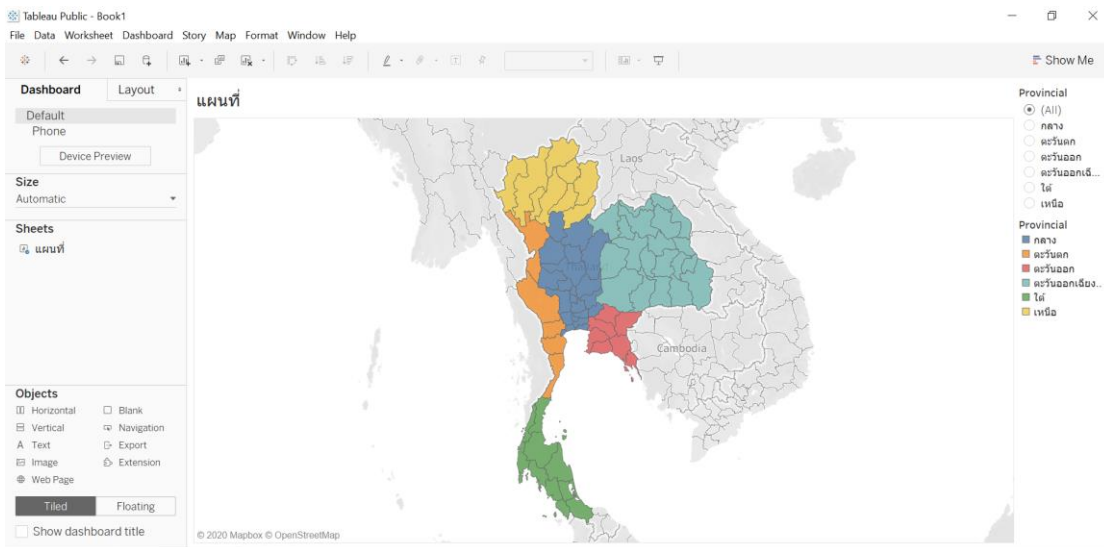 Tableau Public - Book1
File Data Worksheet Dashboard Story Map Format Window Help
Show Me
Dashboard Layout
Default
Phone
Device Preview
Size
Automatic
Sheets
แผนที่
Objects
Horizontal Blank
Vertical Navigation
A Text Export
Image Extension
Web Page
Tiled Floating
Show dashboard title
แผนที่
Laos
Cambodia
© 2020 Mapbox © OpenStreetMap
Provincial
(All)
กลาง
ตะวันตก
ตะวันออก
ตะวันออกเฉี...
ใต้
เหนือ
Provincial
กลาง
ตะวันตก
ตะวันออก
ตะวันออกเฉียง..
ใต้
เหนือ